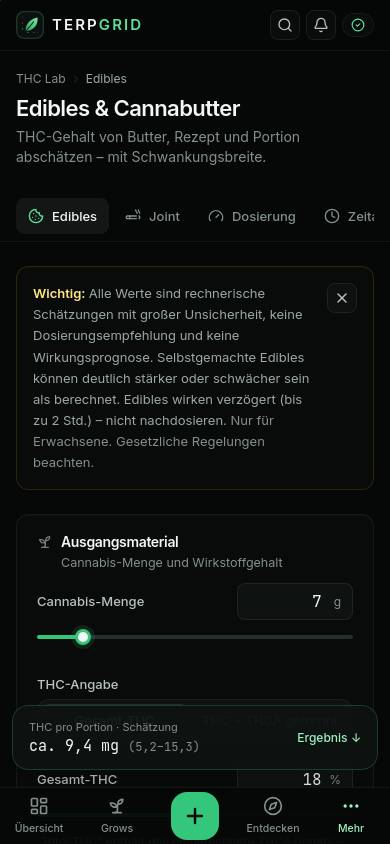 TERPGRID
THC Lab › Edibles
Edibles & Cannabutter
THC-Gehalt von Butter, Rezept und Portion
abschätzen – mit Schwankungsbreite.
Edibles Joint Dosierung Zeita
Wichtig: Alle Werte sind rechnerische
Schätzungen mit großer Unsicherheit, keine
Dosierungsempfehlung und keine
Wirkungsprognose. Selbstgemachte Edibles
können deutlich stärker oder schwächer sein
als berechnet. Edibles wirken verzögert (bis
zu 2 Std.) – nicht nachdosieren. Nur für
Erwachsene. Gesetzliche Regelungen
beachten.
Ausgangsmaterial
Cannabis-Menge und Wirkstoffgehalt
Cannabis-Menge 7 g
THC-Angabe
THC pro Portion · Schätzung
ca. 9,4 mg (5,2–15,3)
Ergebnis ↓
Gesamt-THC 18 %
Übersicht Grows Entdecken Mehr